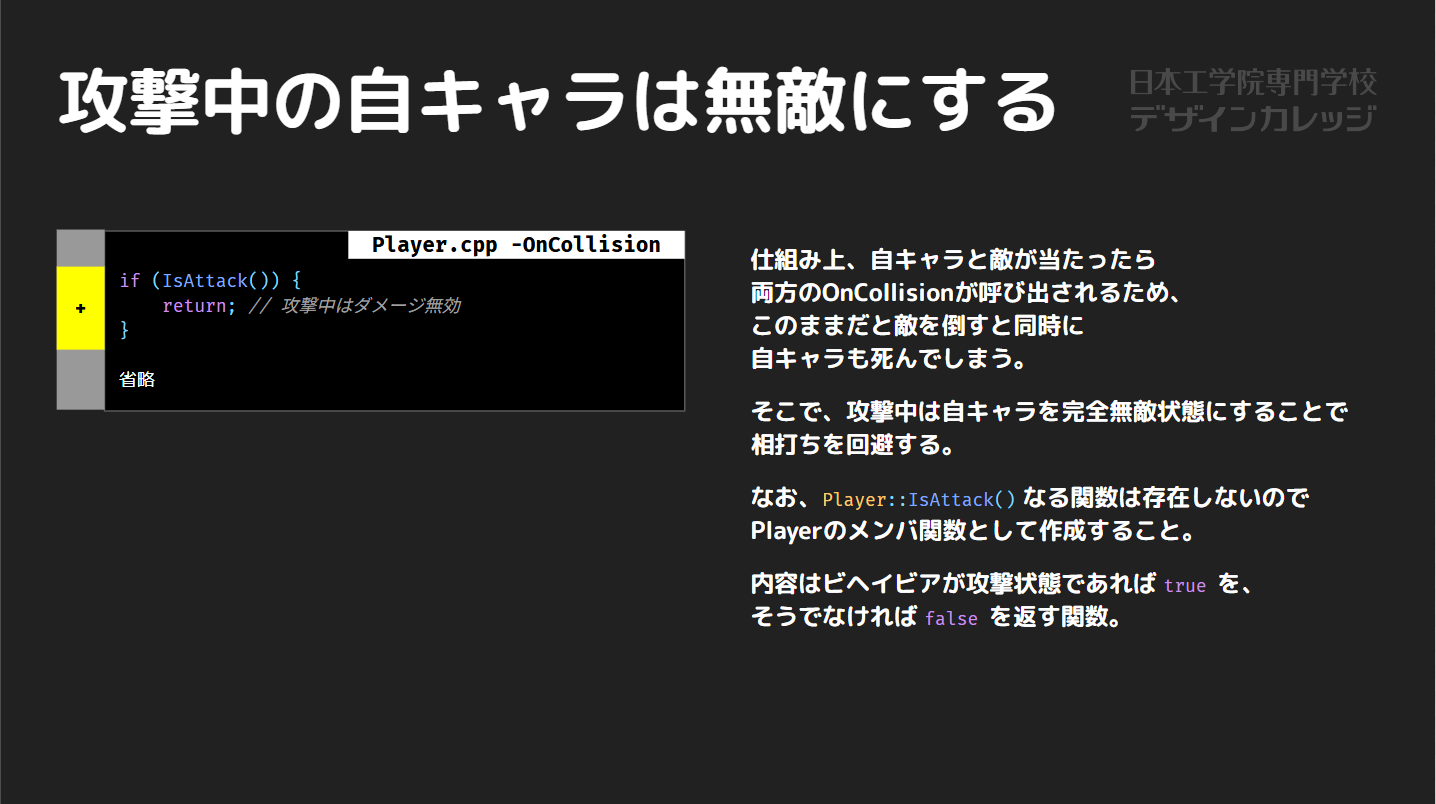 攻撃中の自キャラは無敵にする
日本工学院専門学校
デザインカレッジ
Player.cpp -OnCollision
+
if (IsAttack()) {
    return; // 攻撃中はダメージ無効
}
省略
仕組み上、自キャラと敵が当たったら
両方のOnCollisionが呼び出されるため、
このままだと敵を倒すと同時に
自キャラも死んでしまう。
そこで、攻撃中は自キャラを完全無敵状態にすることで
相打ちを回避する。
なお、Player::IsAttack() なる関数は存在しないので
Playerのメンバ関数として作成すること。
内容はビヘイビアが攻撃状態であれば true を、
そうでなければ false を返す関数。